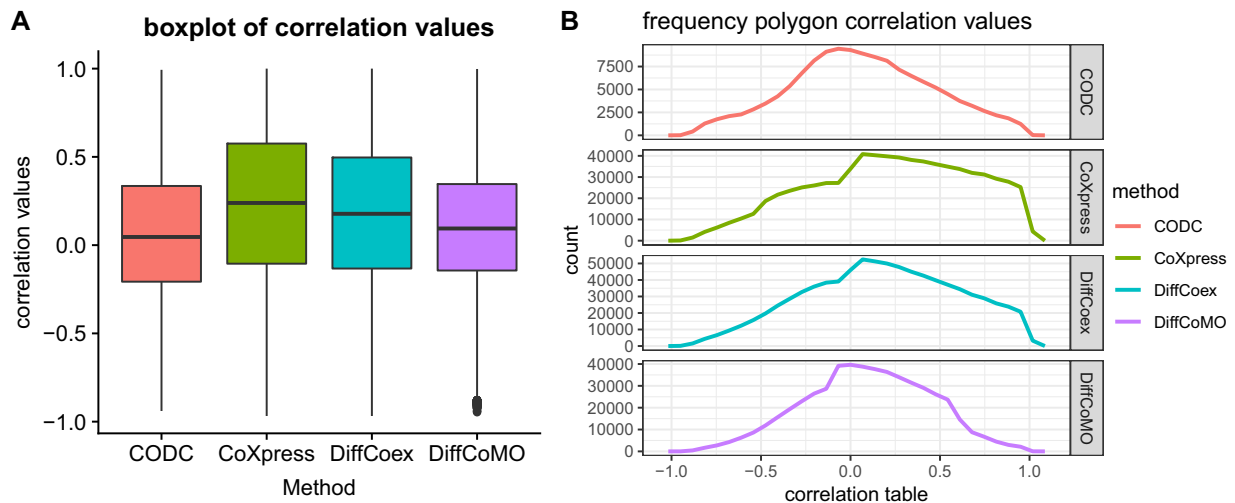 A
boxplot of correlation values
correlation values
1.0
0.5
0.0
−0.5
−1.0
CODC CoXpress DiffCoex DiffCoMO
Method
B
frequency polygon correlation values
count
7500
5000
2500
0
CODC
40000
30000
20000
10000
0
CoXpress
50000
40000
30000
20000
10000
0
DiffCoex
40000
30000
20000
10000
0
DiffCoMO
−1.0 −0.5 0.0 0.5 1.0
correlation table
method
CODC
CoXpress
DiffCoex
DiffCoMO